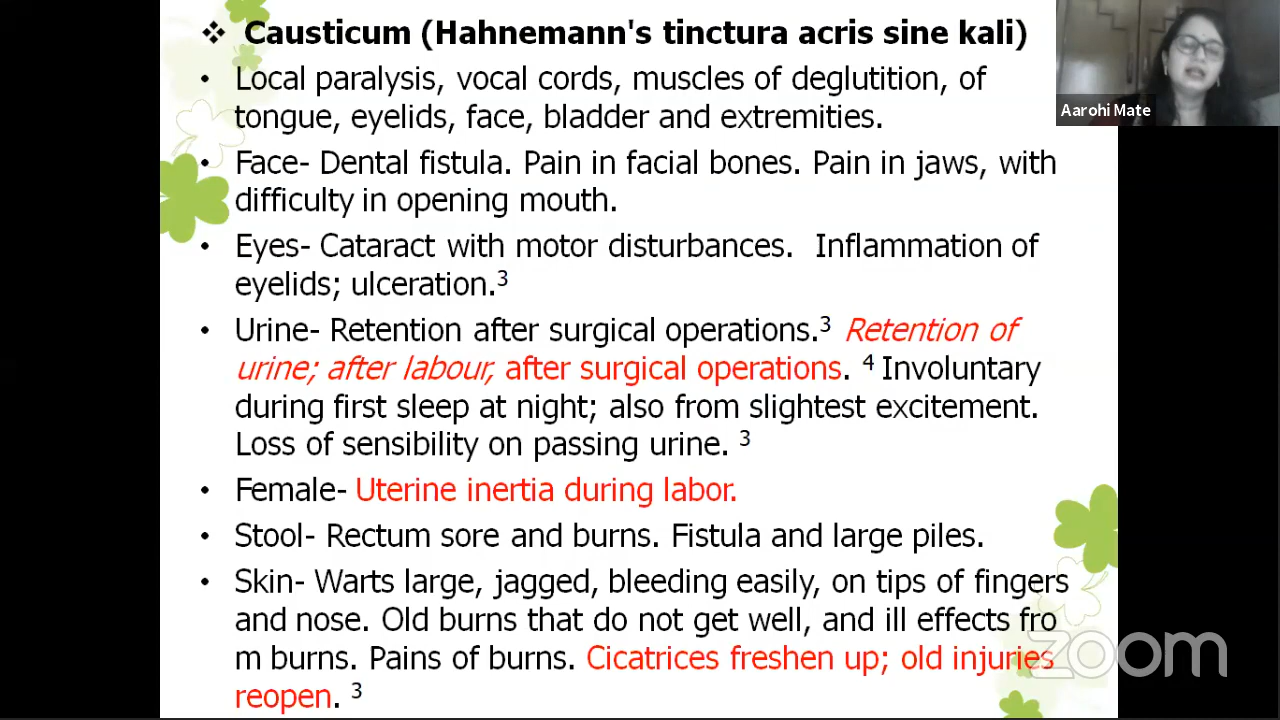 ❖ Causticum (Hahnemann's tinctura acris sine kali)
• Local paralysis, vocal cords, muscles of deglutition, of
tongue, eyelids, face, bladder and extremities.
• Face- Dental fistula. Pain in facial bones. Pain in jaws, with
difficulty in opening mouth.
• Eyes- Cataract with motor disturbances. Inflammation of
eyelids; ulceration.³
• Urine- Retention after surgical operations.³ Retention of
urine; after labour, after surgical operations. ⁴ Involuntary
during first sleep at night; also from slightest excitement.
Loss of sensibility on passing urine. ³
• Female- Uterine inertia during labor.
• Stool- Rectum sore and burns. Fistula and large piles.
• Skin- Warts large, jagged, bleeding easily, on tips of fingers
and nose. Old burns that do not get well, and ill effects fro
m burns. Pains of burns. Cicatrices freshen up; old injuries
reopen. ³
Aarohi Mate
zoom